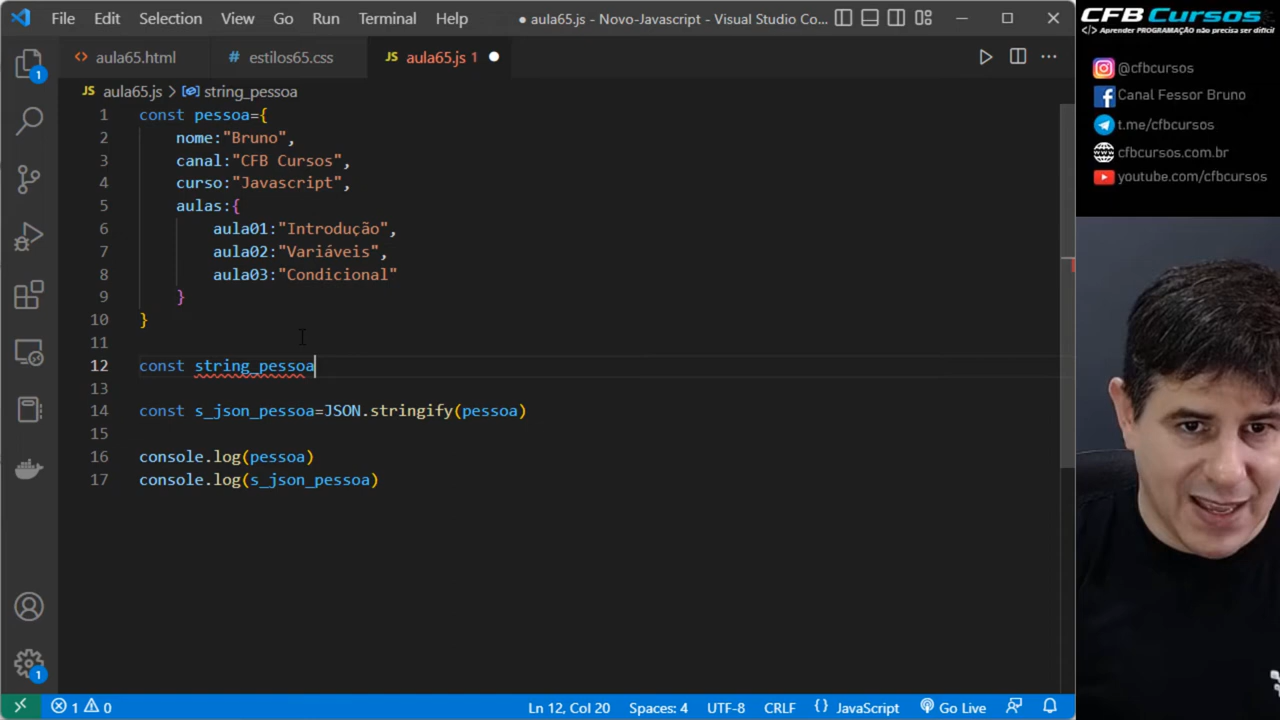 File Edit Selection View Go Run Terminal Help
● aula65.js - Novo-Javascript - Visual Studio Co...
aula65.html
# estilos65.css
JS aula65.js 1 ●
JS aula65.js > string_pessoa
1 const pessoa={
2 nome:"Bruno",
3 canal:"CFB Cursos",
4 curso:"Javascript",
5 aulas:{
6 aula01:"Introdução",
7 aula02:"Variáveis",
8 aula03:"Condicional"
9 }
10 }
11
12 const string_pessoa
13
14 const s_json_pessoa=JSON.stringify(pessoa)
15
16 console.log(pessoa)
17 console.log(s_json_pessoa)
1
1
1 0
Ln 12, Col 20 Spaces: 4 UTF-8 CRLF {} JavaScript Go Live
CFB Cursos
</> Aprender PROGRAMAÇÃO não precisa ser difícil
@cfbcursos
Canal Fessor Bruno
t.me/cfbcursos
cfbcursos.com.br
youtube.com/cfbcursos